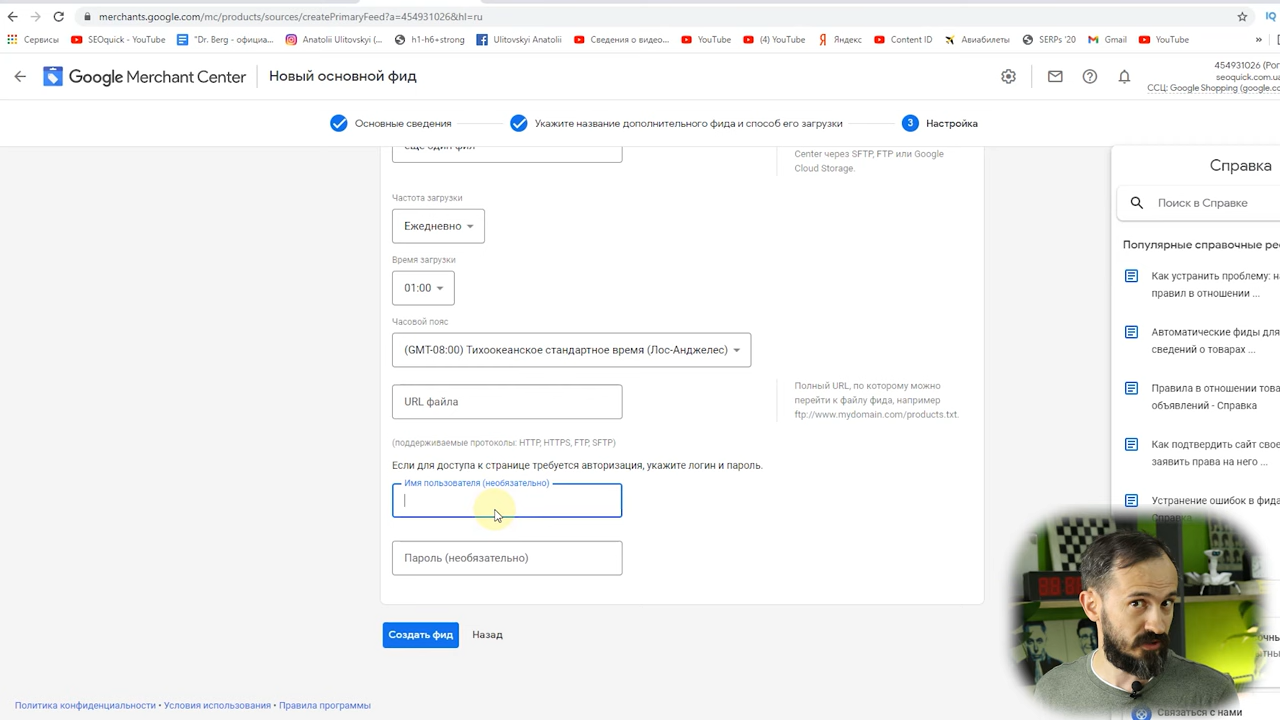 merchants.google.com/mc/products/sources/createPrimaryFeed?a=454931026&hl=ru
Сервисы SEOquick - YouTube "Dr. Berg - офица... Anatolii Ulitovskyi (... h1-h6+strong Ulitovskyi Anatolii Сведения о видео... YouTube (4) YouTube Яндекс Content ID Авиабилеты SERPs '20 Gmail YouTube »
Google Merchant Center Новый основной фид
454931026
seoquick.com.ua
ССЦ: Google Shopping (google.co
Основные сведения Укажите название дополнительного фида и способ его загрузки 3 Настройка
еще один фид
Center через SFTP, FTP или Google
Cloud Storage.
Частота загрузки
Ежедневно
Время загрузки
01:00
Часовой пояс
(GMT-08:00) Тихоокеанское стандартное время (Лос-Анджелес)
URL файла
Полный URL, по которому можно
перейти к файлу фида, например
ftp://www.mydomain.com/products.txt.
(поддерживаемые протоколы: HTTP, HTTPS, FTP, SFTP)
Если для доступа к странице требуется авторизация, укажите логин и пароль.
Имя пользователя (необязательно)
Пароль (необязательно)
Создать фид Назад
Справка
Поиск в Справке
Популярные справочные ре
Как устранить проблему: н
правил в отношении ...
Автоматические фиды для
сведений о товарах ...
Правила в отношении това
объявлений - Справка
Как подтвердить сайт свое
заявить права на него ...
Устранение ошибок в фида
Справка
Связаться с нами
Политика конфиденциальности • Условия использования • Правила программы